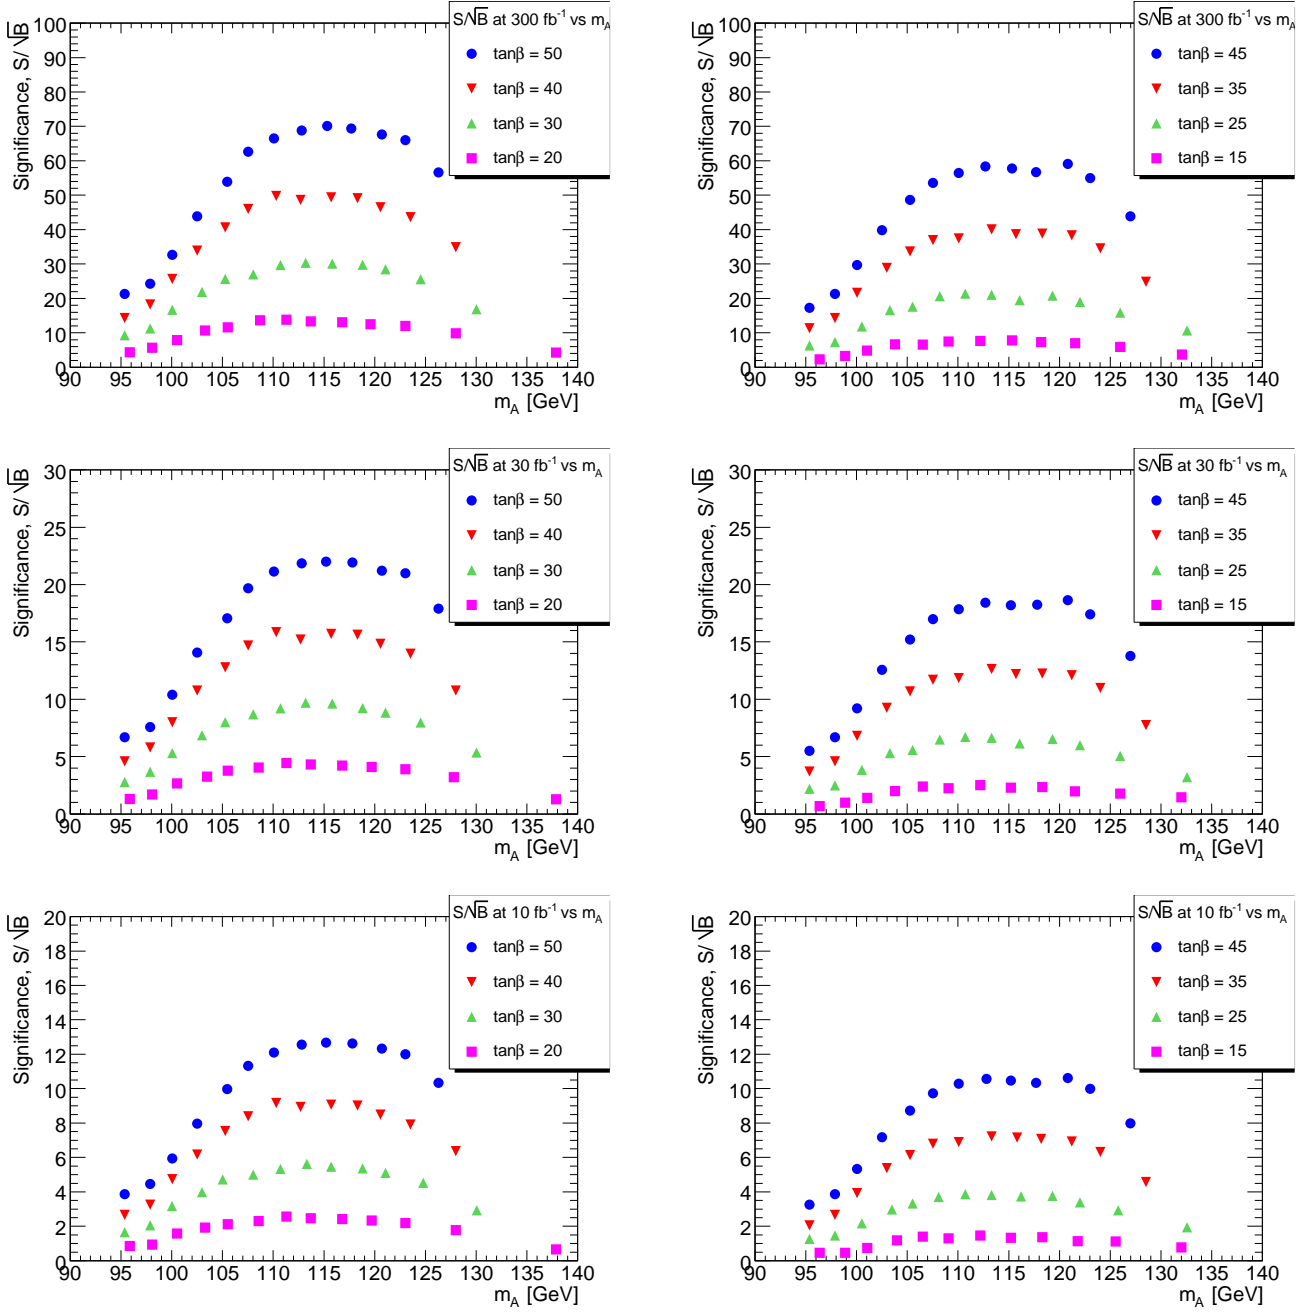 S/√B at 300 fb⁻¹ vs m_A
tanβ = 50
tanβ = 40
tanβ = 30
tanβ = 20
Significance, S/√B
100
90
80
70
60
50
40
30
20
10
0
90 95 100 105 110 115 120 125 130 135 140
m_A [GeV]
S/√B at 300 fb⁻¹ vs m_A
tanβ = 45
tanβ = 35
tanβ = 25
tanβ = 15
Significance, S/√B
100
90
80
70
60
50
40
30
20
10
0
90 95 100 105 110 115 120 125 130 135 140
m_A [GeV]
S/√B at 30 fb⁻¹ vs m_A
tanβ = 50
tanβ = 40
tanβ = 30
tanβ = 20
Significance, S/√B
30
25
20
15
10
5
0
90 95 100 105 110 115 120 125 130 135 140
m_A [GeV]
S/√B at 30 fb⁻¹ vs m_A
tanβ = 45
tanβ = 35
tanβ = 25
tanβ = 15
Significance, S/√B
30
25
20
15
10
5
0
90 95 100 105 110 115 120 125 130 135 140
m_A [GeV]
S/√B at 10 fb⁻¹ vs m_A
tanβ = 50
tanβ = 40
tanβ = 30
tanβ = 20
Significance, S/√B
20
18
16
14
12
10
8
6
4
2
0
90 95 100 105 110 115 120 125 130 135 140
m_A [GeV]
S/√B at 10 fb⁻¹ vs m_A
tanβ = 45
tanβ = 35
tanβ = 25
tanβ = 15
Significance, S/√B
20
18
16
14
12
10
8
6
4
2
0
90 95 100 105 110 115 120 125 130 135 140
m_A [GeV]